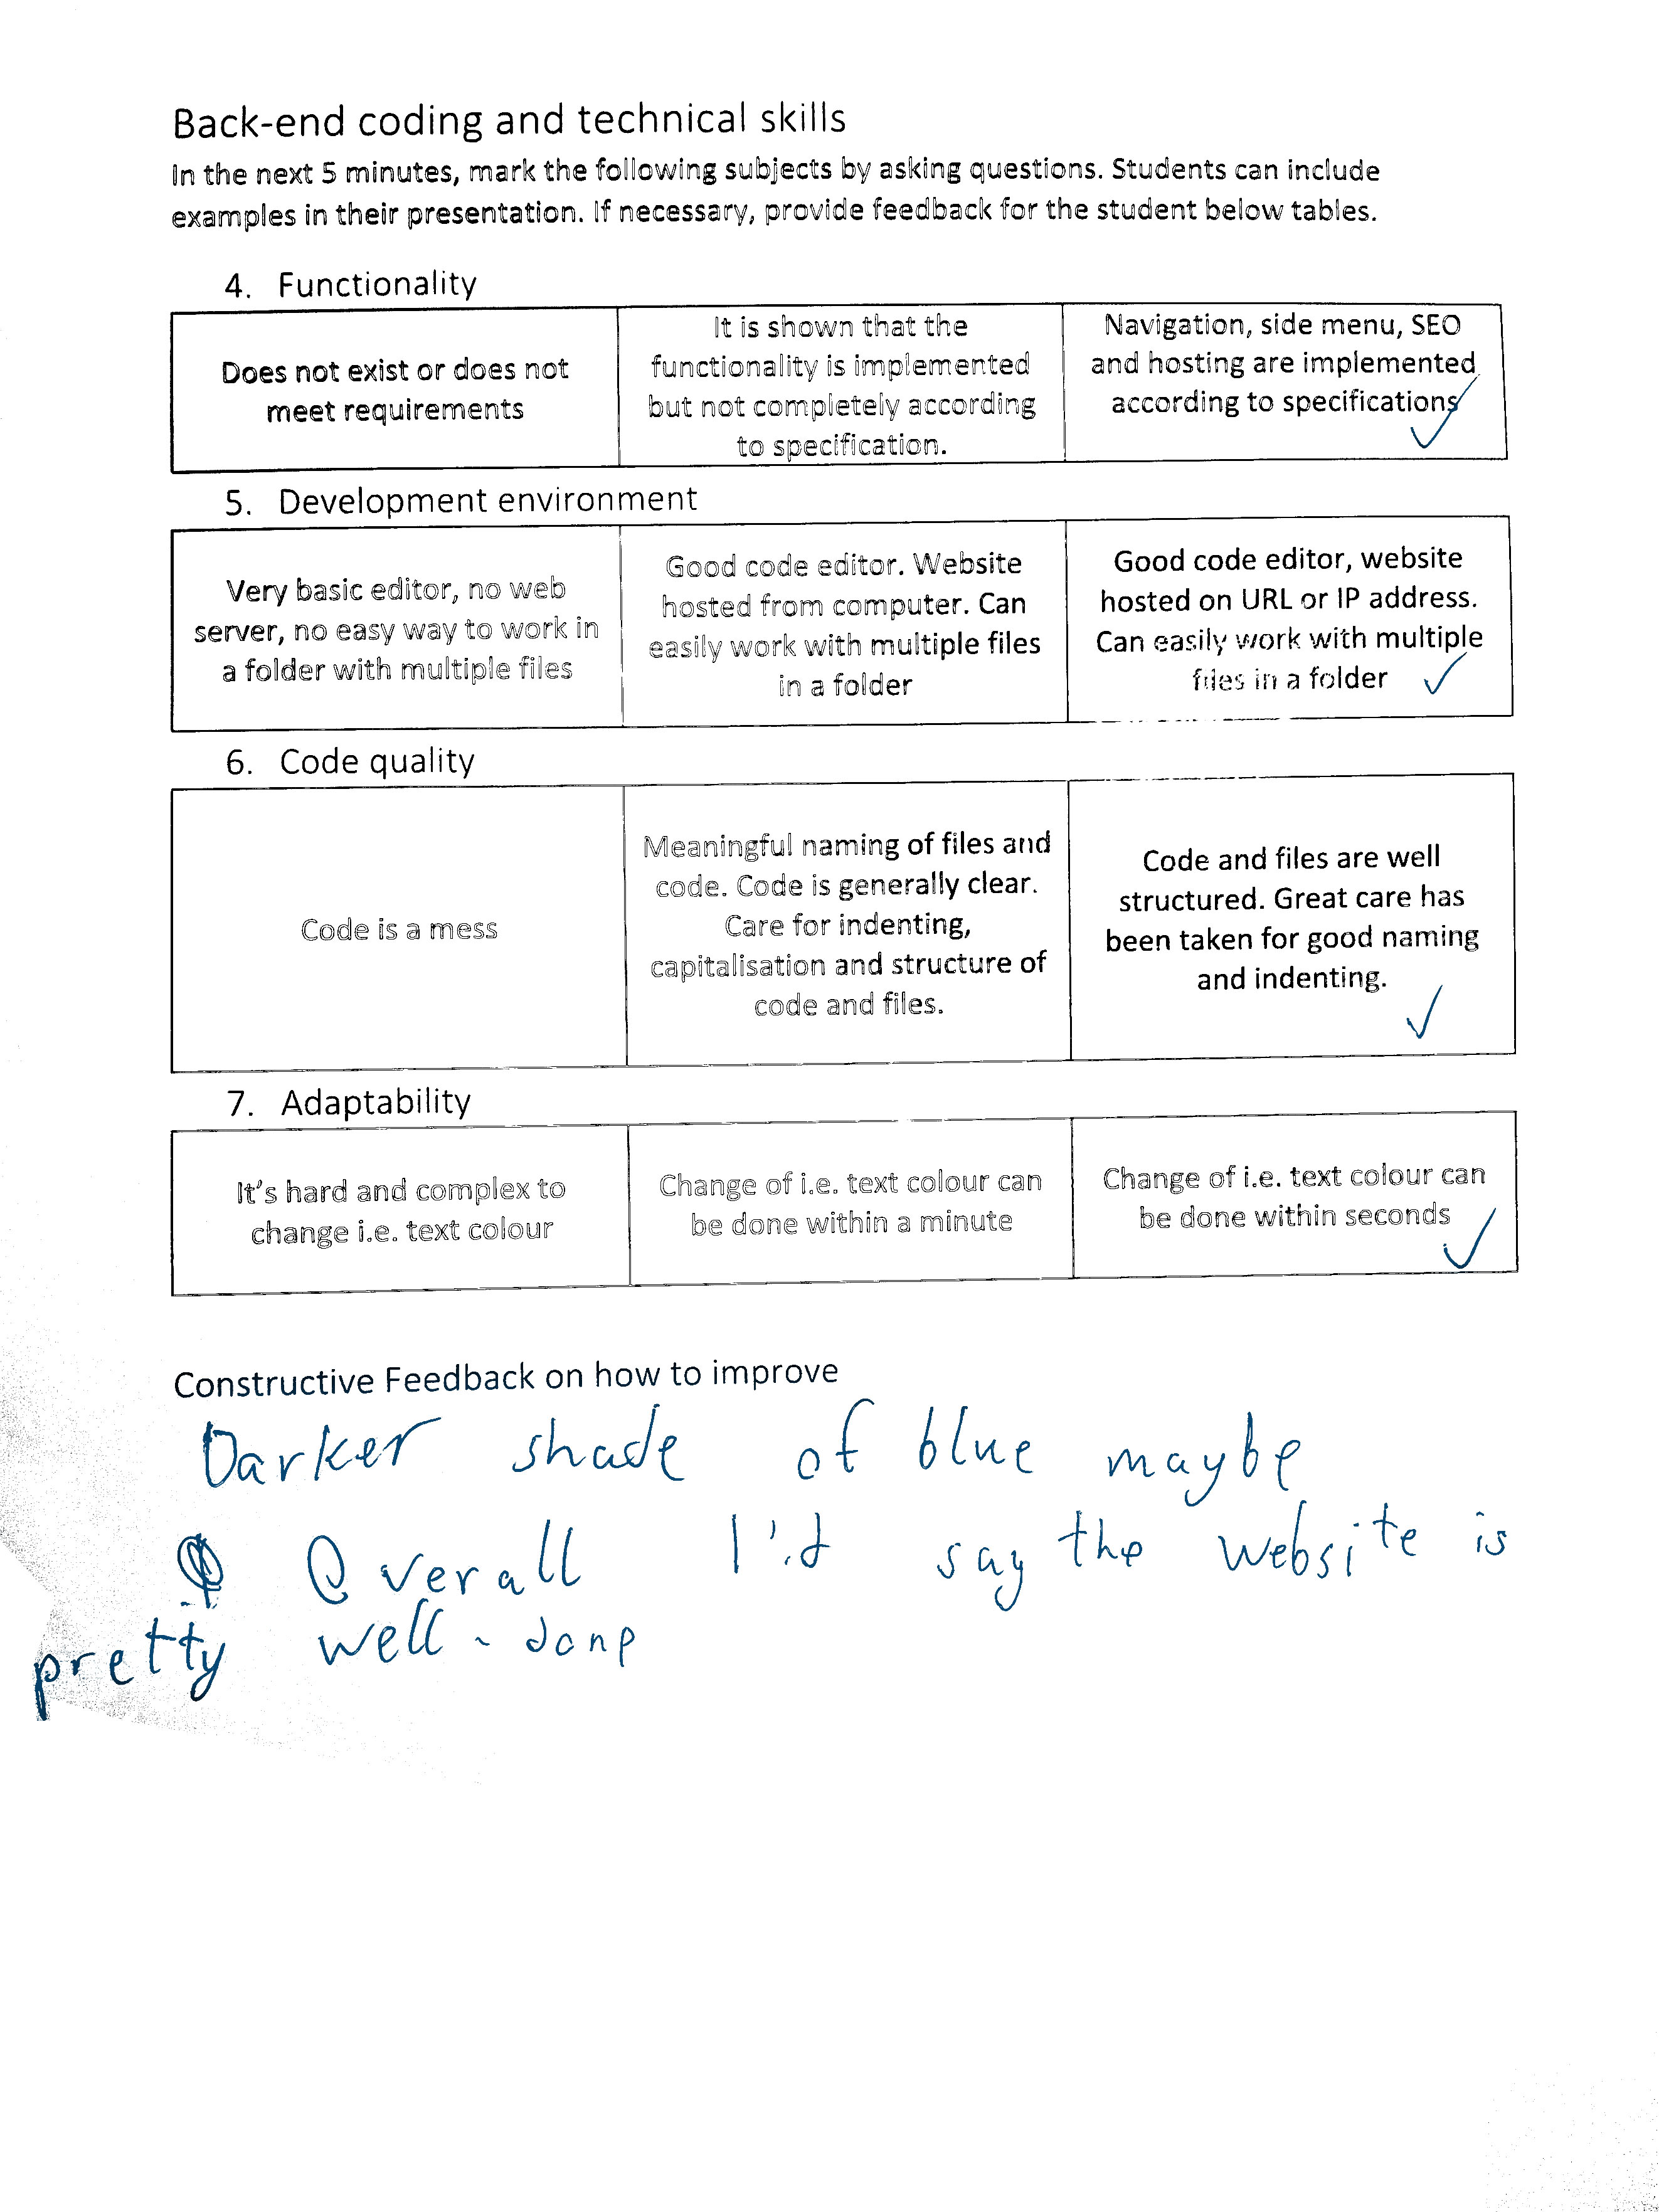 Back-end coding and technical skills
In the next 5 minutes, mark the following subjects by asking questions. Students can include
examples in their presentation. If necessary, provide feedback for the student below tables.
4. Functionality
Does not exist or does not
meet requirements
It is shown that the
functionality is implemented
but not completely according
to specification.
Navigation, side menu, SEO
and hosting are implemented
according to specifications
5. Development environment
Very basic editor, no web
server, no easy way to work in
a folder with multiple files
Good code editor. Website
hosted from computer. Can
easily work with multiple files
in a folder
Good code editor, website
hosted on URL or IP address.
Can easily work with multiple
files in a folder
6. Code quality
Code is a mess
Meaningful naming of files and
code. Code is generally clear.
Care for indenting,
capitalisation and structure of
code and files.
Code and files are well
structured. Great care has
been taken for good naming
and indenting.
7. Adaptability
It's hard and complex to
change i.e. text colour
Change of i.e. text colour can
be done within a minute
Change of i.e. text colour can
be done within seconds
Constructive Feedback on how to improve
Darker shade of blue maybe
Overall I'd say the website is
pretty well-done